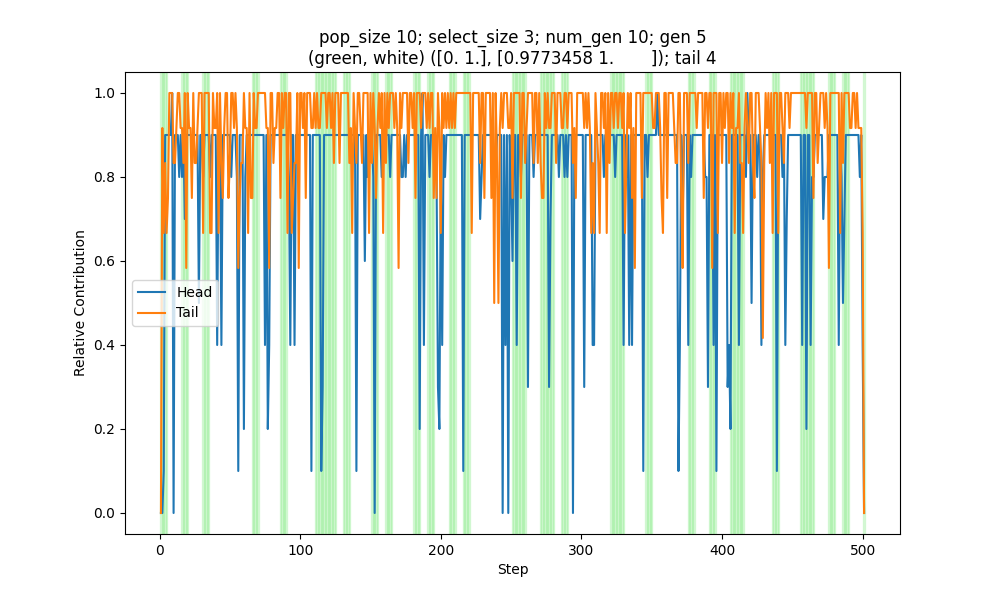 pop_size 10; select_size 3; num_gen 10; gen 5
(green, white) ([0. 1.], [0.9773458 1.        ]); tail 4
1.0
0.8
0.6
0.4
0.2
0.0
Relative Contribution
Head
Tail
0 100 200 300 400 500
Step